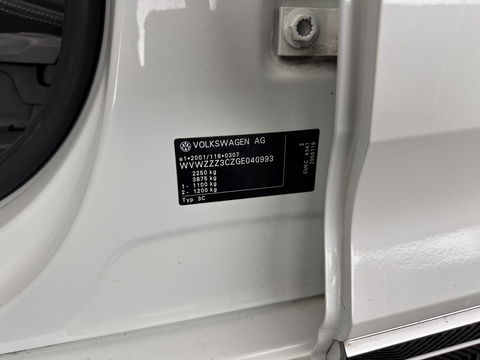 VOLKSWAGEN AG
e1*2001/116*0307
WVWZZZ3CZGE040993
2250 kg
3875 kg
1- 1100 kg
2- 1200 kg
Typ 3C
2